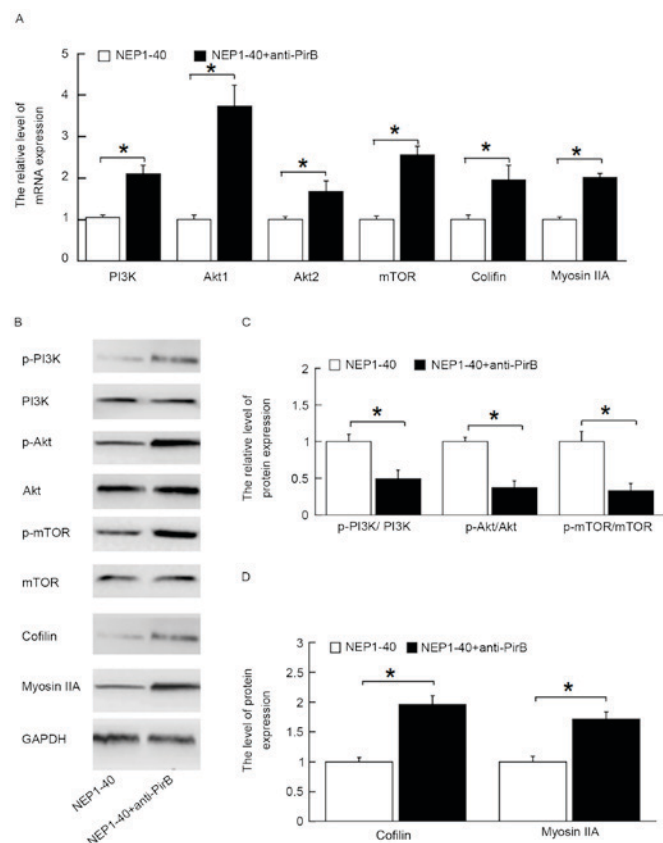 A
NEP1-40 NEP1-40+anti-PirB
The relative level of
mRNA expression
5
4
3
2
1
0
* * * * * *
PI3K Akt1 Akt2 mTOR Colifin Myosin IIA
B
p-PI3K
PI3K
p-Akt
Akt
p-mTOR
mTOR
Cofilin
Myosin IIA
GAPDH
NEP1-40
NEP1-40+anti-PirB
C
NEP1-40 NEP1-40+anti-PirB
The relative level of
protein expression
2
1.5
1
0.5
0
* * *
p-PI3K/ PI3K p-Akt/Akt p-mTOR/mTOR
D
NEP1-40 NEP1-40+anti-PirB
The level of protein
expression
3
2.5
2
1.5
1
0.5
0
* *
Cofilin Myosin IIA